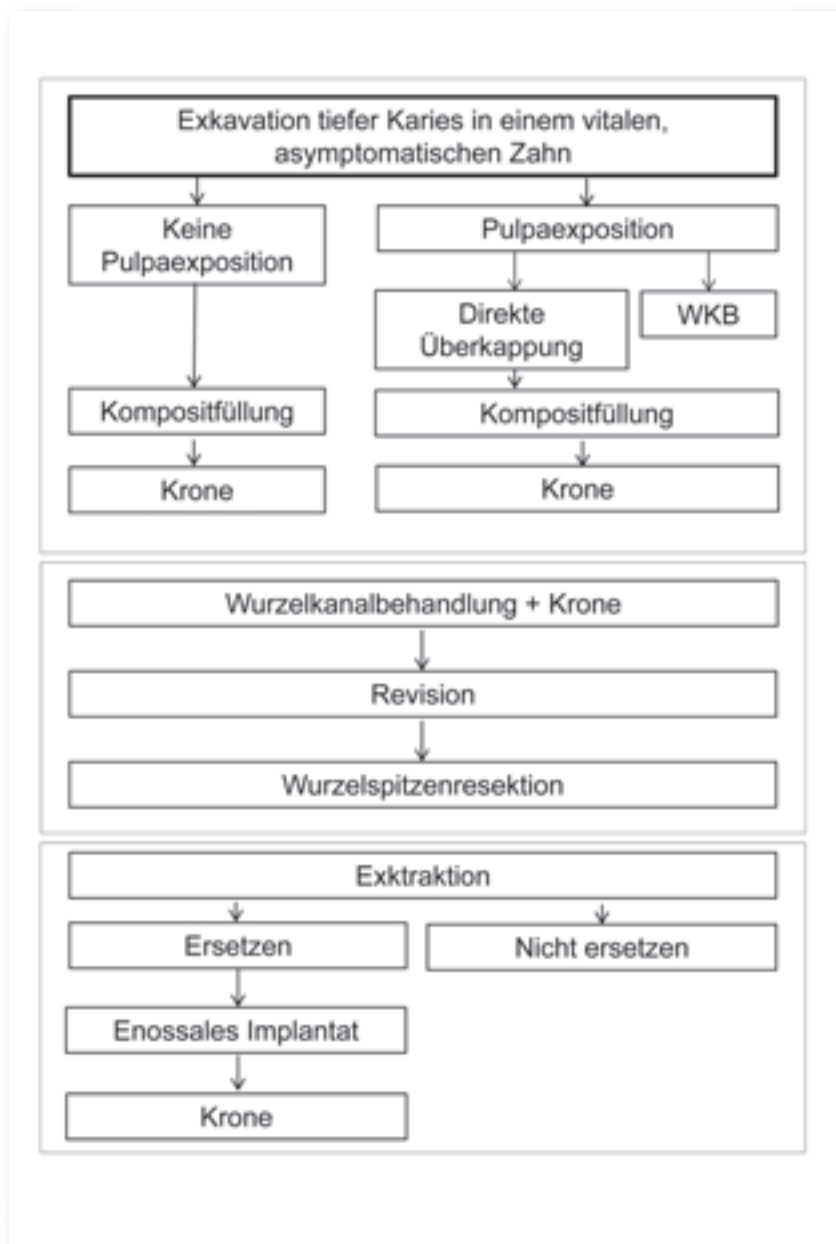 Exkavation tiefer Karies in einem vitalen,
asymptomatischen Zahn
Keine
Pulpaexposition
Pulpaexposition
Direkte
Überkappung
WKB
Kompositfüllung
Kompositfüllung
Krone
Krone
Wurzelkanalbehandlung + Krone
Revision
Wurzelspitzenresektion
Exktraktion
Ersetzen
Nicht ersetzen
Enossales Implantat
Krone